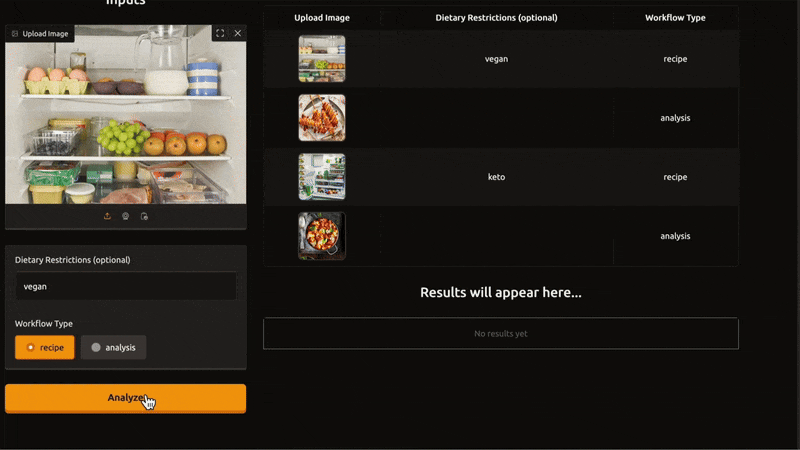 Inputs
Upload Image
Dietary Restrictions (optional)
vegan
Workflow Type
recipe
analysis
Analyze
Upload Image Dietary Restrictions (optional) Workflow Type
vegan recipe
analysis
keto recipe
analysis
Results will appear here...
No results yet